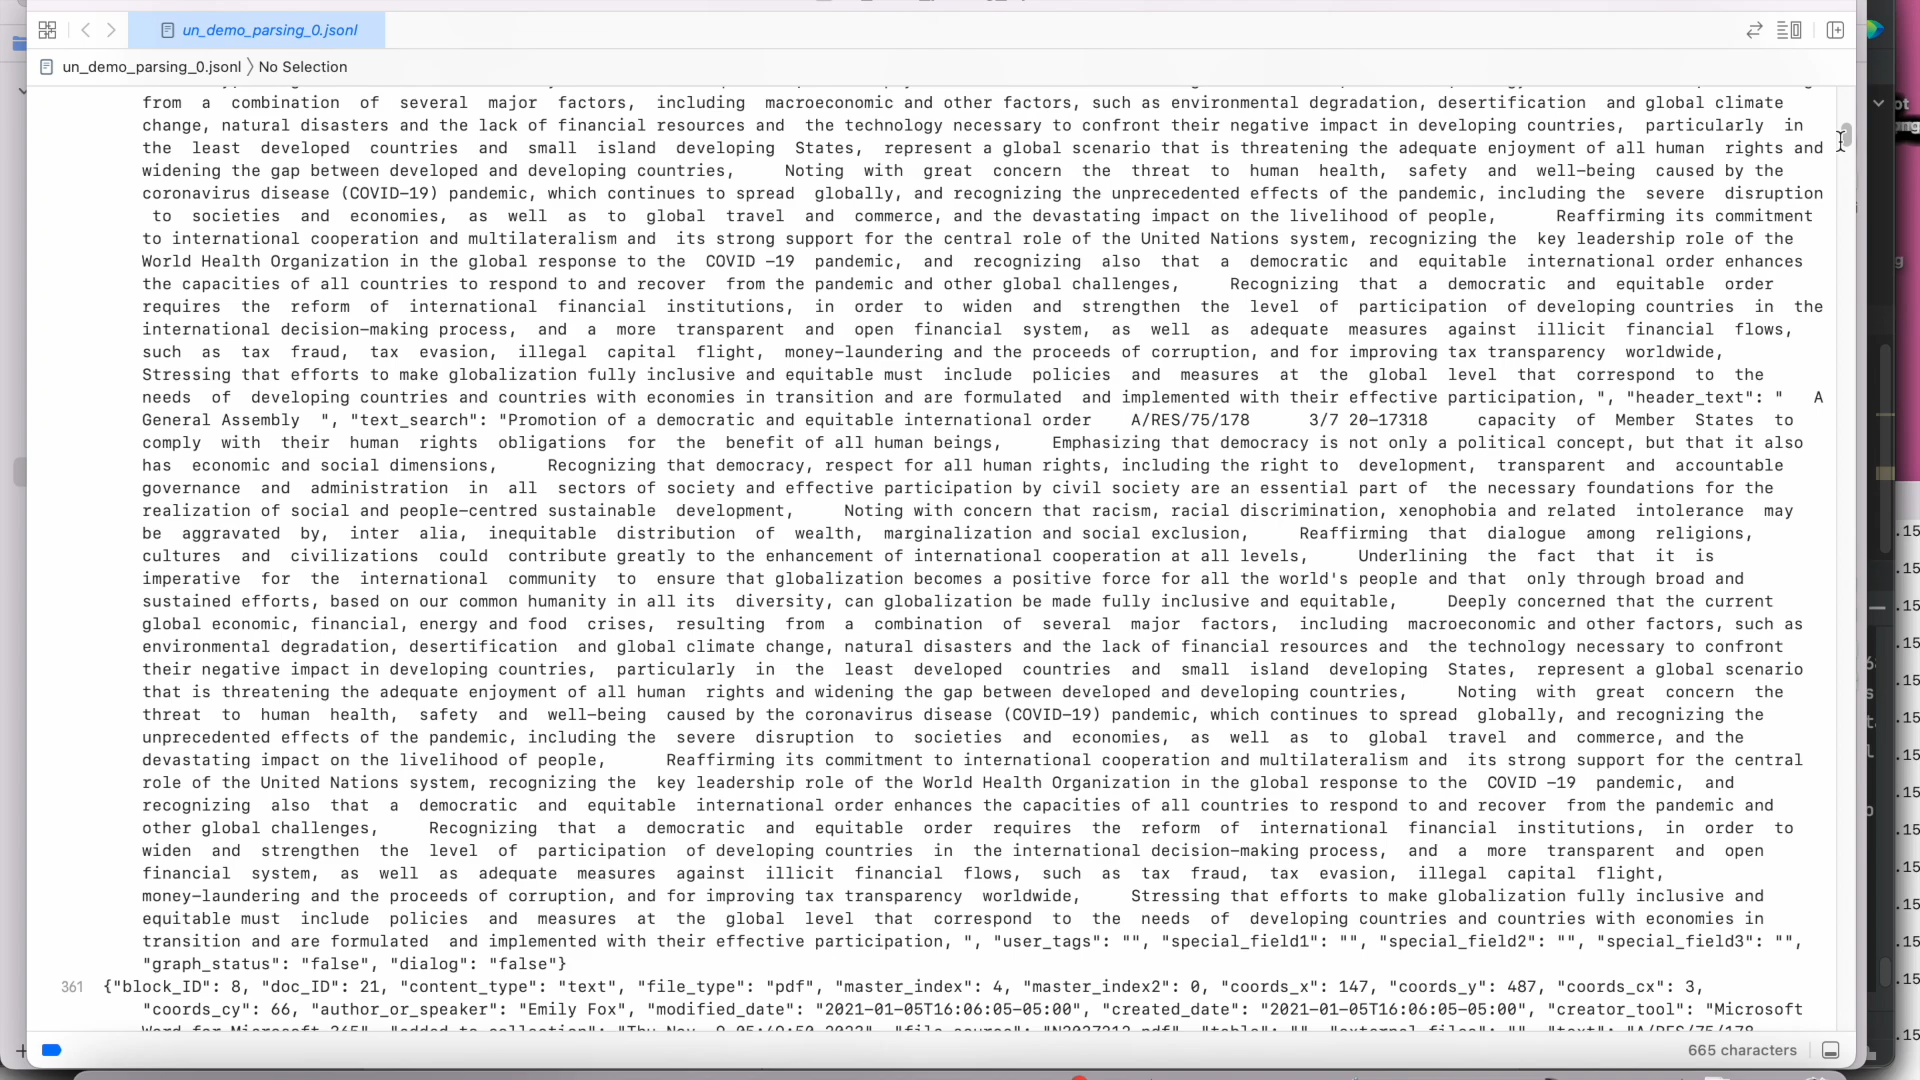 un_demo_parsing_0.jsonl
un_demo_parsing_0.jsonl 〉 No Selection
from a combination of several major factors, including macroeconomic and other factors, such as environmental degradation, desertification and global climate
change, natural disasters and the lack of financial resources and the technology necessary to confront their negative impact in developing countries, particularly in
the least developed countries and small island developing States, represent a global scenario that is threatening the adequate enjoyment of all human rights and
widening the gap between developed and developing countries, Noting with great concern the threat to human health, safety and well-being caused by the
coronavirus disease (COVID-19) pandemic, which continues to spread globally, and recognizing the unprecedented effects of the pandemic, including the severe disruption
to societies and economies, as well as to global travel and commerce, and the devastating impact on the livelihood of people, Reaffirming its commitment
to international cooperation and multilateralism and its strong support for the central role of the United Nations system, recognizing the key leadership role of the
World Health Organization in the global response to the COVID -19 pandemic, and recognizing also that a democratic and equitable international order enhances
the capacities of all countries to respond to and recover from the pandemic and other global challenges, Recognizing that a democratic and equitable order
requires the reform of international financial institutions, in order to widen and strengthen the level of participation of developing countries in the
international decision-making process, and a more transparent and open financial system, as well as adequate measures against illicit financial flows,
such as tax fraud, tax evasion, illegal capital flight, money-laundering and the proceeds of corruption, and for improving tax transparency worldwide,
Stressing that efforts to make globalization fully inclusive and equitable must include policies and measures at the global level that correspond to the
needs of developing countries and countries with economies in transition and are formulated and implemented with their effective participation, ", "header_text": " A
General Assembly ", "text_search": "Promotion of a democratic and equitable international order A/RES/75/178 3/7 20-17318 capacity of Member States to
comply with their human rights obligations for the benefit of all human beings, Emphasizing that democracy is not only a political concept, but that it also
has economic and social dimensions, Recognizing that democracy, respect for all human rights, including the right to development, transparent and accountable
governance and administration in all sectors of society and effective participation by civil society are an essential part of the necessary foundations for the
realization of social and people-centred sustainable development, Noting with concern that racism, racial discrimination, xenophobia and related intolerance may
be aggravated by, inter alia, inequitable distribution of wealth, marginalization and social exclusion, Reaffirming that dialogue among religions,
cultures and civilizations could contribute greatly to the enhancement of international cooperation at all levels, Underlining the fact that it is
imperative for the international community to ensure that globalization becomes a positive force for all the world's people and that only through broad and
sustained efforts, based on our common humanity in all its diversity, can globalization be made fully inclusive and equitable, Deeply concerned that the current
global economic, financial, energy and food crises, resulting from a combination of several major factors, including macroeconomic and other factors, such as
environmental degradation, desertification and global climate change, natural disasters and the lack of financial resources and the technology necessary to confront
their negative impact in developing countries, particularly in the least developed countries and small island developing States, represent a global scenario
that is threatening the adequate enjoyment of all human rights and widening the gap between developed and developing countries, Noting with great concern the
threat to human health, safety and well-being caused by the coronavirus disease (COVID-19) pandemic, which continues to spread globally, and recognizing the
unprecedented effects of the pandemic, including the severe disruption to societies and economies, as well as to global travel and commerce, and the
devastating impact on the livelihood of people, Reaffirming its commitment to international cooperation and multilateralism and its strong support for the central
role of the United Nations system, recognizing the key leadership role of the World Health Organization in the global response to the COVID -19 pandemic, and
recognizing also that a democratic and equitable international order enhances the capacities of all countries to respond to and recover from the pandemic and
other global challenges, Recognizing that a democratic and equitable order requires the reform of international financial institutions, in order to
widen and strengthen the level of participation of developing countries in the international decision-making process, and a more transparent and open
financial system, as well as adequate measures against illicit financial flows, such as tax fraud, tax evasion, illegal capital flight,
money-laundering and the proceeds of corruption, and for improving tax transparency worldwide, Stressing that efforts to make globalization fully inclusive and
equitable must include policies and measures at the global level that correspond to the needs of developing countries and countries with economies in
transition and are formulated and implemented with their effective participation, ", "user_tags": "", "special_field1": "", "special_field2": "", "special_field3": "",
"graph_status": "false", "dialog": "false"}
361 {"block_ID": 8, "doc_ID": 21, "content_type": "text", "file_type": "pdf", "master_index": 4, "master_index2": 0, "coords_x": 147, "coords_y": 487, "coords_cx": 3,
"coords_cy": 66, "author_or_speaker": "Emily Fox", "modified_date": "2021-01-05T16:06:05-05:00", "created_date": "2021-01-05T16:06:05-05:00", "creator_tool": "Microsoft
665 characters